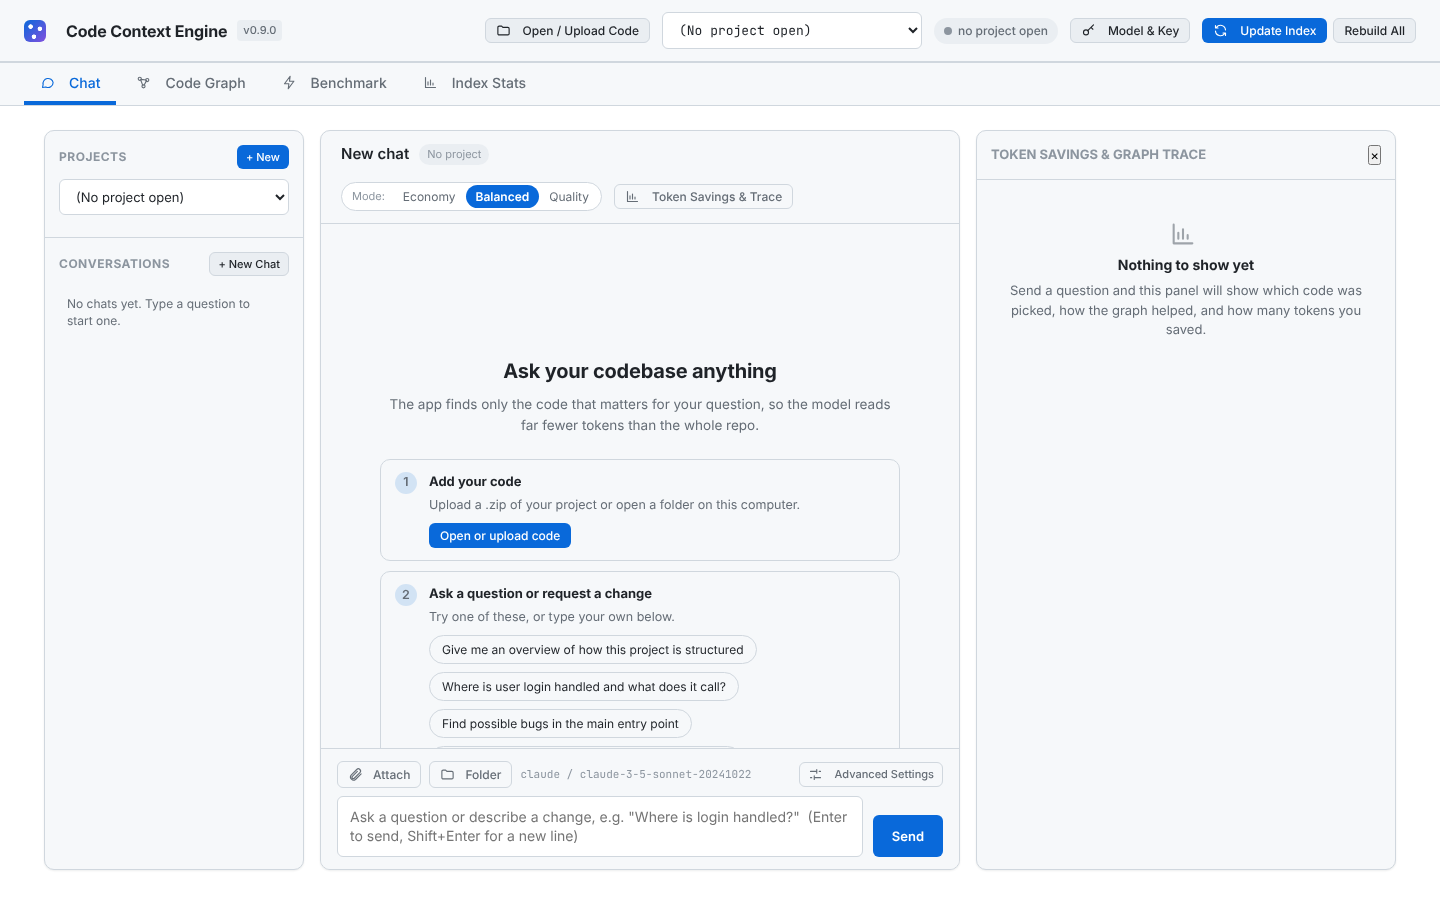 Code Context Engine v0.9.0
Open / Upload Code
(No project open)
no project open
Model & Key
Update Index
Rebuild All
Chat
Code Graph
Benchmark
Index Stats
PROJECTS
+ New
(No project open)
CONVERSATIONS
+ New Chat
No chats yet. Type a question to
start one.
New chat No project
Mode: Economy Balanced Quality
Token Savings & Trace
Ask your codebase anything
The app finds only the code that matters for your question, so the model reads
far fewer tokens than the whole repo.
1 Add your code
Upload a .zip of your project or open a folder on this computer.
Open or upload code
2 Ask a question or request a change
Try one of these, or type your own below.
Give me an overview of how this project is structured
Where is user login handled and what does it call?
Find possible bugs in the main entry point
Attach
Folder
claude / claude-3-5-sonnet-20241022
Advanced Settings
Ask a question or describe a change, e.g. "Where is login handled?" (Enter
to send, Shift+Enter for a new line)
Send
TOKEN SAVINGS & GRAPH TRACE
×
Nothing to show yet
Send a question and this panel will show which code was
picked, how the graph helped, and how many tokens you
saved.